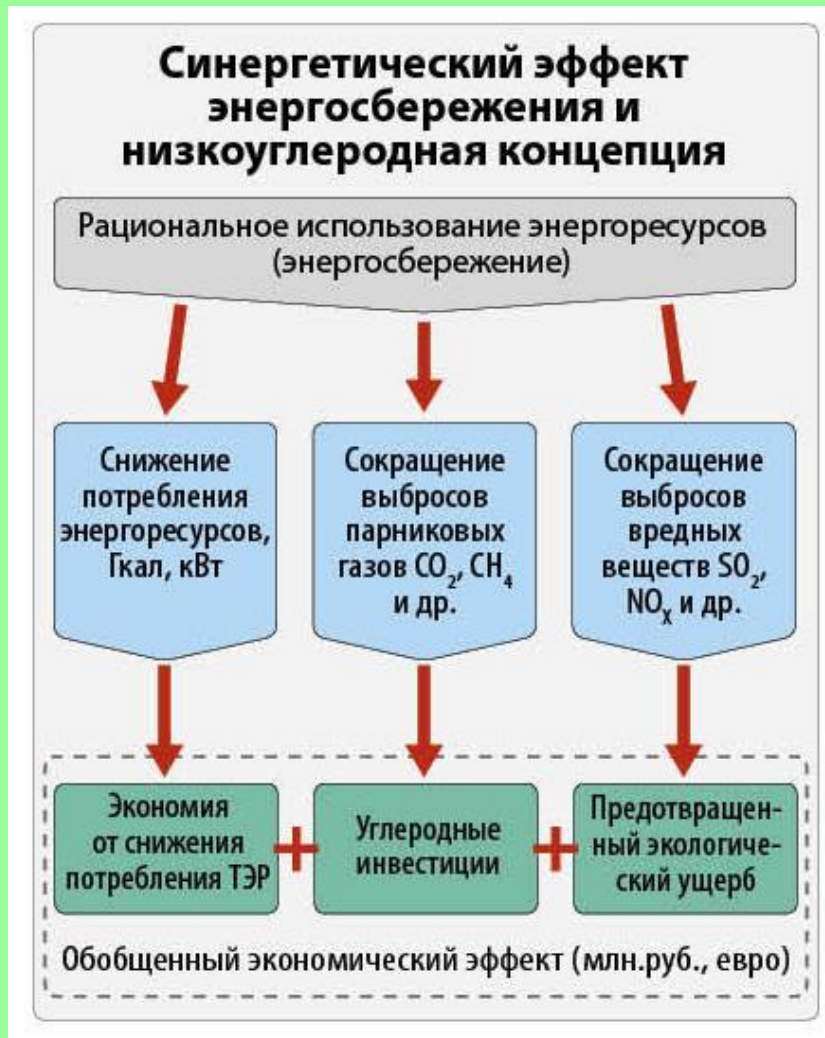 Синергетический эффект
энергосбережения и
низкоуглеродная концепция
Рациональное использование энергоресурсов
(энергосбережение)
Снижение
потребления
энергоресурсов,
Гкал, кВт
Сокращение
выбросов
парниковых
газов CO₂, CH₄
и др.
Сокращение
выбросов
вредных
веществ SO₂,
NOₓ и др.
Экономия
от снижения
потребления ТЭР
+
Углеродные
инвестиции
+
Предотвращен-
ный экологиче-
ский ущерб
Обобщенный экономический эффект (млн.руб., евро)